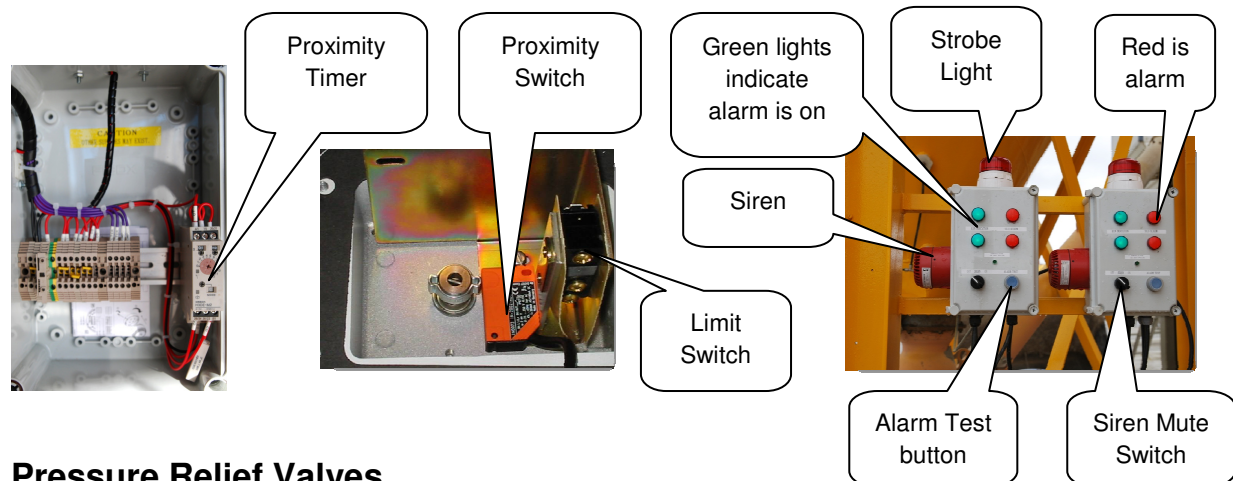 Proximity
Timer
Proximity
Switch
Green lights
indicate
alarm is on
Strobe
Light
Red is
alarm
CAUTION
Siren
Limit
Switch
Alarm Test
button
Siren Mute
Switch
Pressure Relief Valves